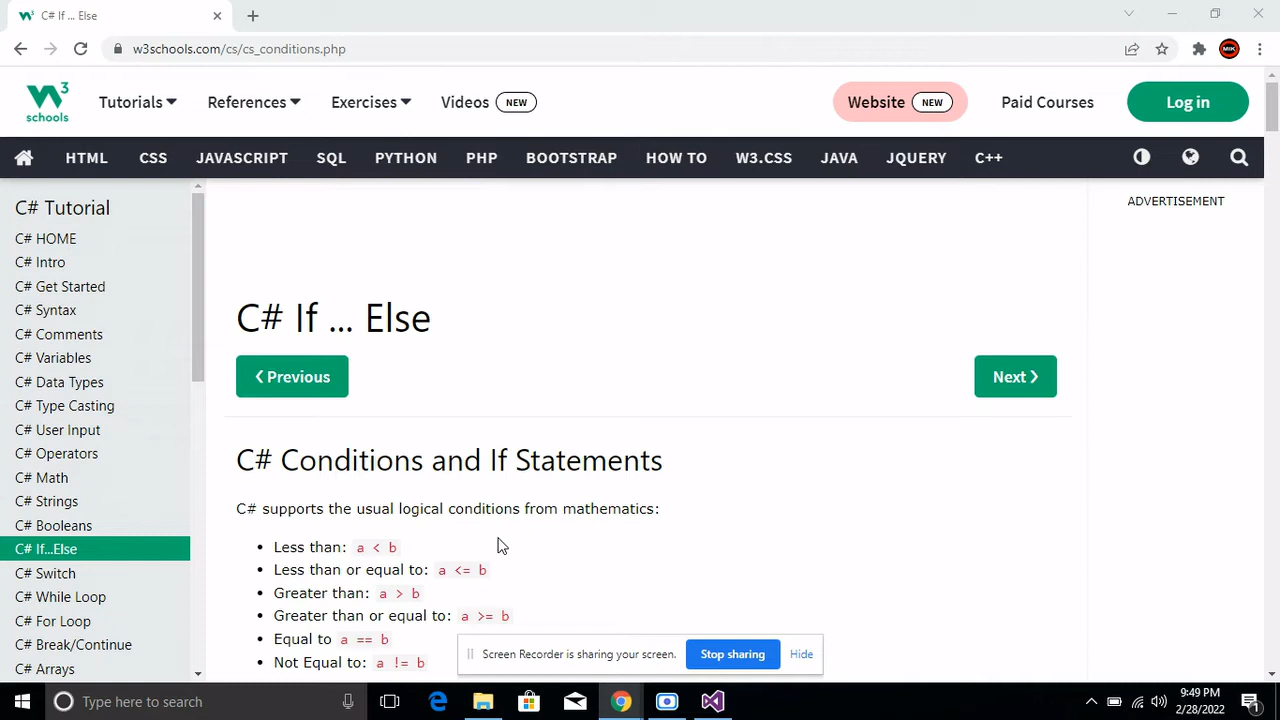 C# If ... Else
w3schools.com/cs/cs_conditions.php
MIK
W3 schools
Tutorials References Exercises Videos NEW Website NEW Paid Courses Log in
HTML CSS JAVASCRIPT SQL PYTHON PHP BOOTSTRAP HOW TO W3.CSS JAVA JQUERY C++
C# Tutorial
C# HOME
C# Intro
C# Get Started
C# Syntax
C# Comments
C# Variables
C# Data Types
C# Type Casting
C# User Input
C# Operators
C# Math
C# Strings
C# Booleans
C# If...Else
C# Switch
C# While Loop
C# For Loop
C# Break/Continue
C# Arrays
ADVERTISEMENT
C# If ... Else
❮ Previous
Next ❯
C# Conditions and If Statements
C# supports the usual logical conditions from mathematics:
• Less than: a < b
• Less than or equal to: a <= b
• Greater than: a > b
• Greater than or equal to: a >= b
• Equal to a == b
• Not Equal to: a != b
Screen Recorder is sharing your screen. Stop sharing Hide
Type here to search
9:49 PM
2/28/2022
1